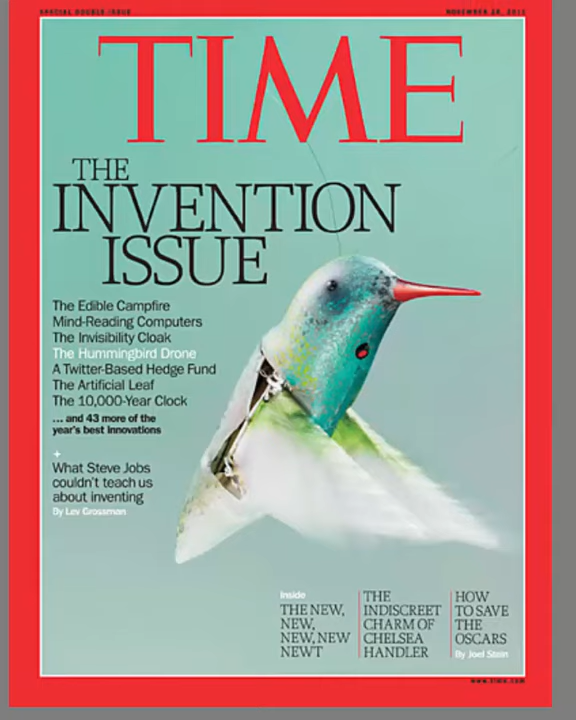 SPECIAL DOUBLE ISSUE
NOVEMBER 28, 2011
TIME
THE
INVENTION
ISSUE
The Edible Campfire
Mind-Reading Computers
The Invisibility Cloak
The Hummingbird Drone
A Twitter-Based Hedge Fund
The Artificial Leaf
The 10,000-Year Clock
... and 43 more of the
year's best innovations
+
What Steve Jobs
couldn't teach us
about inventing
By Lev Grossman
Inside
THE NEW,
NEW,
NEW, NEW
NEWT
THE
INDISCREET
CHARM OF
CHELSEA
HANDLER
HOW
TO SAVE
THE
OSCARS
By Joel Stein
www.time.com